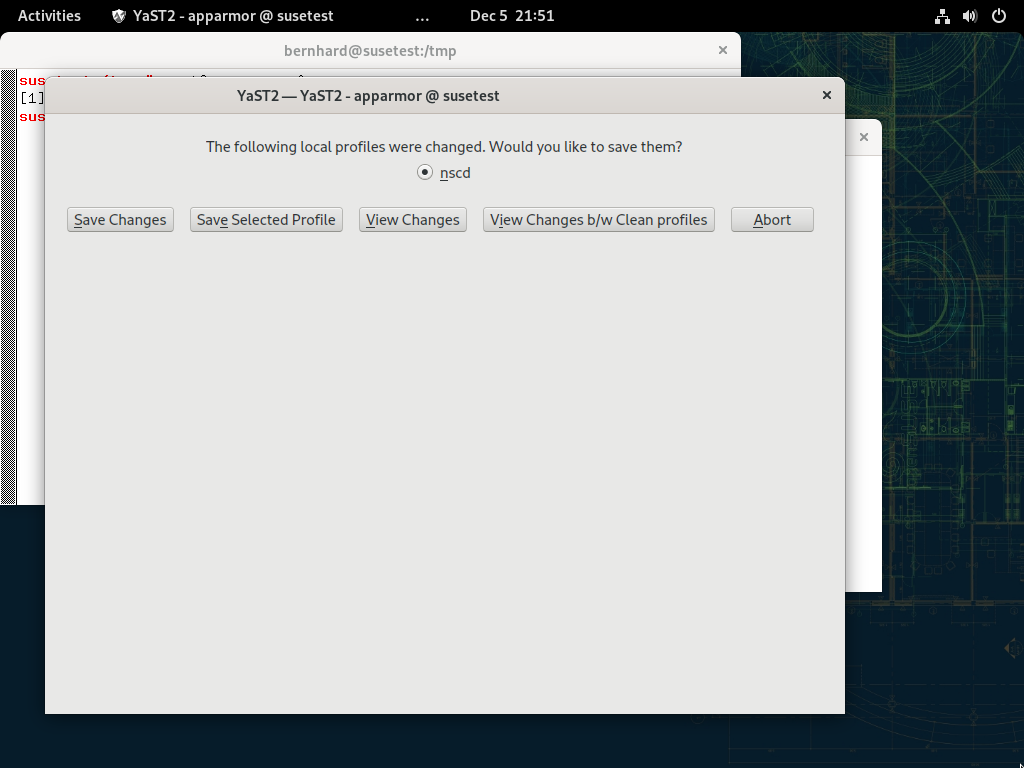 Activities YaST2 - apparmor @ susetest ... Dec 5 21:51
bernhard@susetest:/tmp
sus
[1]
sus
YaST2 — YaST2 - apparmor @ susetest
The following local profiles were changed. Would you like to save them?
nscd
Save Changes Save Selected Profile View Changes View Changes b/w Clean profiles Abort